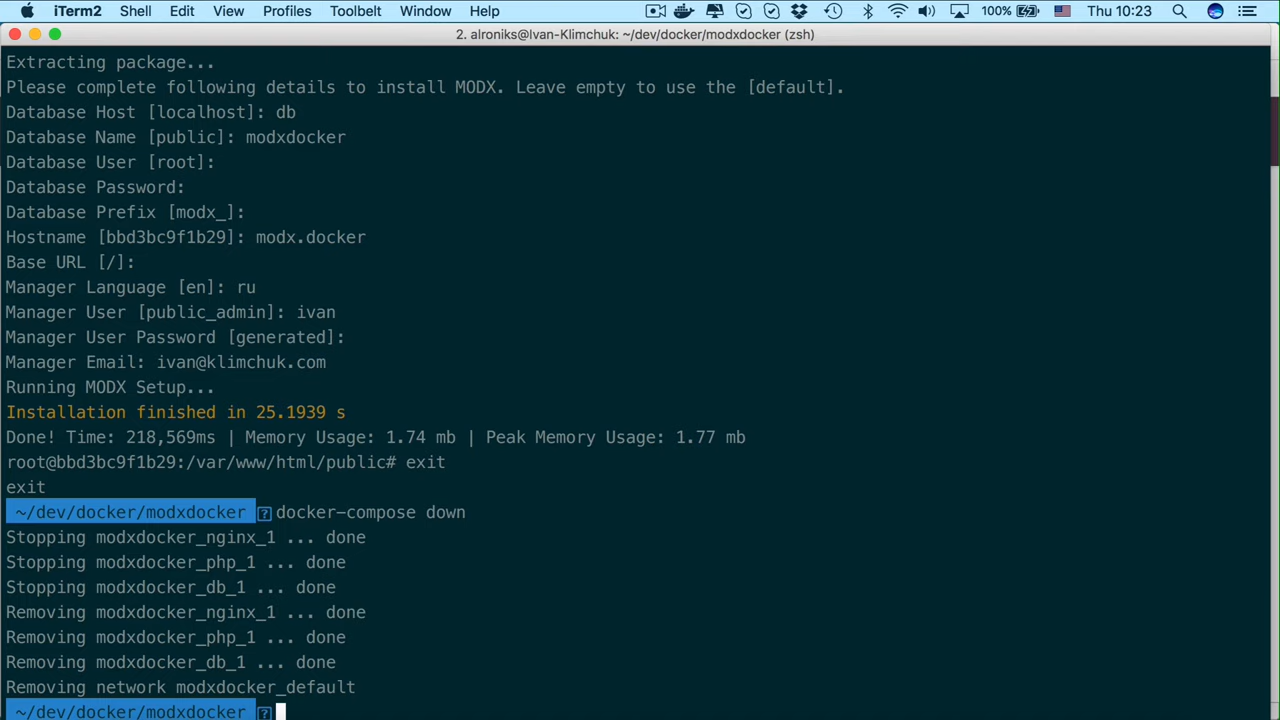 iTerm2 Shell Edit View Profiles Toolbelt Window Help 100% Thu 10:23
2. alroniks@Ivan-Klimchuk: ~/dev/docker/modxdocker (zsh)
Extracting package...
Please complete following details to install MODX. Leave empty to use the [default].
Database Host [localhost]: db
Database Name [public]: modxdocker
Database User [root]:
Database Password:
Database Prefix [modx_]:
Hostname [bbd3bc9f1b29]: modx.docker
Base URL [/]:
Manager Language [en]: ru
Manager User [public_admin]: ivan
Manager User Password [generated]:
Manager Email: ivan@klimchuk.com
Running MODX Setup...
Installation finished in 25.1939 s
Done! Time: 218,569ms | Memory Usage: 1.74 mb | Peak Memory Usage: 1.77 mb
root@bbd3bc9f1b29:/var/www/html/public# exit
exit
~/dev/docker/modxdocker ? docker-compose down
Stopping modxdocker_nginx_1 ... done
Stopping modxdocker_php_1 ... done
Stopping modxdocker_db_1 ... done
Removing modxdocker_nginx_1 ... done
Removing modxdocker_php_1 ... done
Removing modxdocker_db_1 ... done
Removing network modxdocker_default
~/dev/docker/modxdocker ?